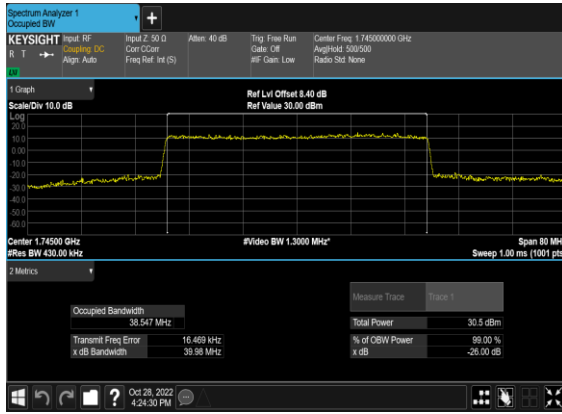 Spectrum Analyzer 1
Occupied BW
KEYSIGHT
R T
LXI
Input: RF
Coupling: DC
Align: Auto
Input Z: 50 Ω
Corr CCorr
Freq Ref: Int (S)
Atten: 40 dB
Trig: Free Run
Gate: Off
#IF Gain: Low
Center Freq: 1.745000000 GHz
Avg|Hold: 500/500
Radio Std: None
1 Graph
Scale/Div 10.0 dB
Ref Lvl Offset 8.40 dB
Ref Value 30.00 dBm
Log
20.0
10.0
0.00
-10.0
-20.0
-30.0
-40.0
-50.0
-60.0
Center 1.74500 GHz
#Res BW 430.00 kHz
#Video BW 1.3000 MHz*
Span 80 MH
Sweep 1.00 ms (1001 pts
2 Metrics
Measure Trace Trace 1
Occupied Bandwidth
38.547 MHz
Total Power 30.5 dBm
Transmit Freq Error 16.469 kHz
x dB Bandwidth 39.98 MHz
% of OBW Power 99.00 %
x dB -26.00 dB
Oct 28, 2022
4:24:30 PM